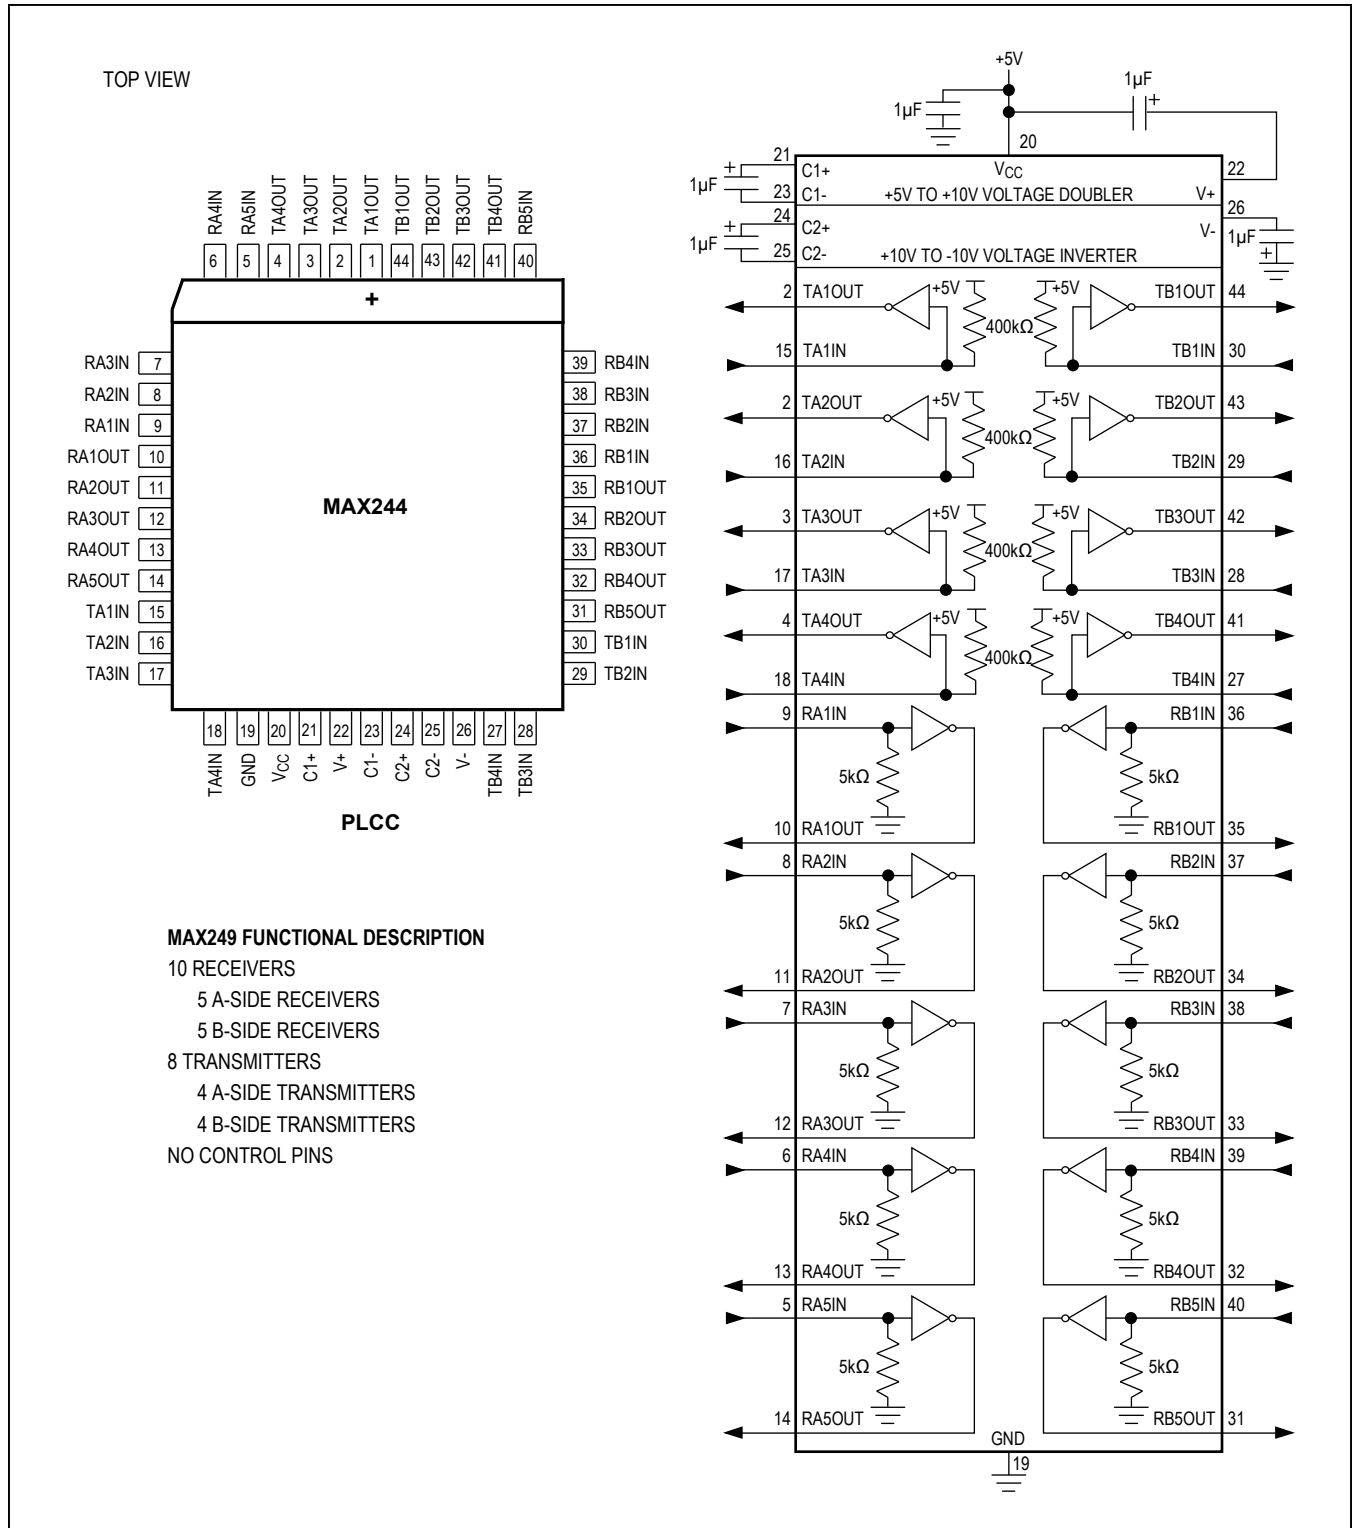 TOP VIEW
RA4IN
RA5IN
TA4OUT
TA3OUT
TA2OUT
TA1OUT
TB1OUT
TB2OUT
TB3OUT
TB4OUT
RB5IN
6 5 4 3 2 1 44 43 42 41 40
+
RA3IN 7
RA2IN 8
RA1IN 9
RA1OUT 10
RA2OUT 11
RA3OUT 12
RA4OUT 13
RA5OUT 14
TA1IN 15
TA2IN 16
TA3IN 17
MAX244
39 RB4IN
38 RB3IN
37 RB2IN
36 RB1IN
35 RB1OUT
34 RB2OUT
33 RB3OUT
32 RB4OUT
31 RB5OUT
30 TB1IN
29 TB2IN
18 19 20 21 22 23 24 25 26 27 28
TA4IN
GND
VCC
C1+
V+
C1-
C2+
C2-
V-
TB4IN
TB3IN
PLCC
MAX249 FUNCTIONAL DESCRIPTION
10 RECEIVERS
5 A-SIDE RECEIVERS
5 B-SIDE RECEIVERS
8 TRANSMITTERS
4 A-SIDE TRANSMITTERS
4 B-SIDE TRANSMITTERS
NO CONTROL PINS
+5V
1µF
1µF +
20
21 VCC 22
+ C1+
1µF
23 C1- +5V TO +10V VOLTAGE DOUBLER V+
24 26
+ C2+ V- 1µF
1µF +
25 C2- +10V TO -10V VOLTAGE INVERTER
2 TA1OUT +5V +5V TB1OUT 44
400kΩ
15 TA1IN TB1IN 30
2 TA2OUT +5V +5V TB2OUT 43
400kΩ
16 TA2IN TB2IN 29
3 TA3OUT +5V +5V TB3OUT 42
400kΩ
17 TA3IN TB3IN 28
4 TA4OUT +5V +5V TB4OUT 41
400kΩ
18 TA4IN TB4IN 27
9 RA1IN RB1IN 36
5kΩ 5kΩ
10 RA1OUT RB1OUT 35
8 RA2IN RB2IN 37
5kΩ 5kΩ
11 RA2OUT RB2OUT 34
7 RA3IN RB3IN 38
5kΩ 5kΩ
12 RA3OUT RB3OUT 33
6 RA4IN RB4IN 39
5kΩ 5kΩ
13 RA4OUT RB4OUT 32
5 RA5IN RB5IN 40
5kΩ 5kΩ
14 RA5OUT RB5OUT 31
GND
19